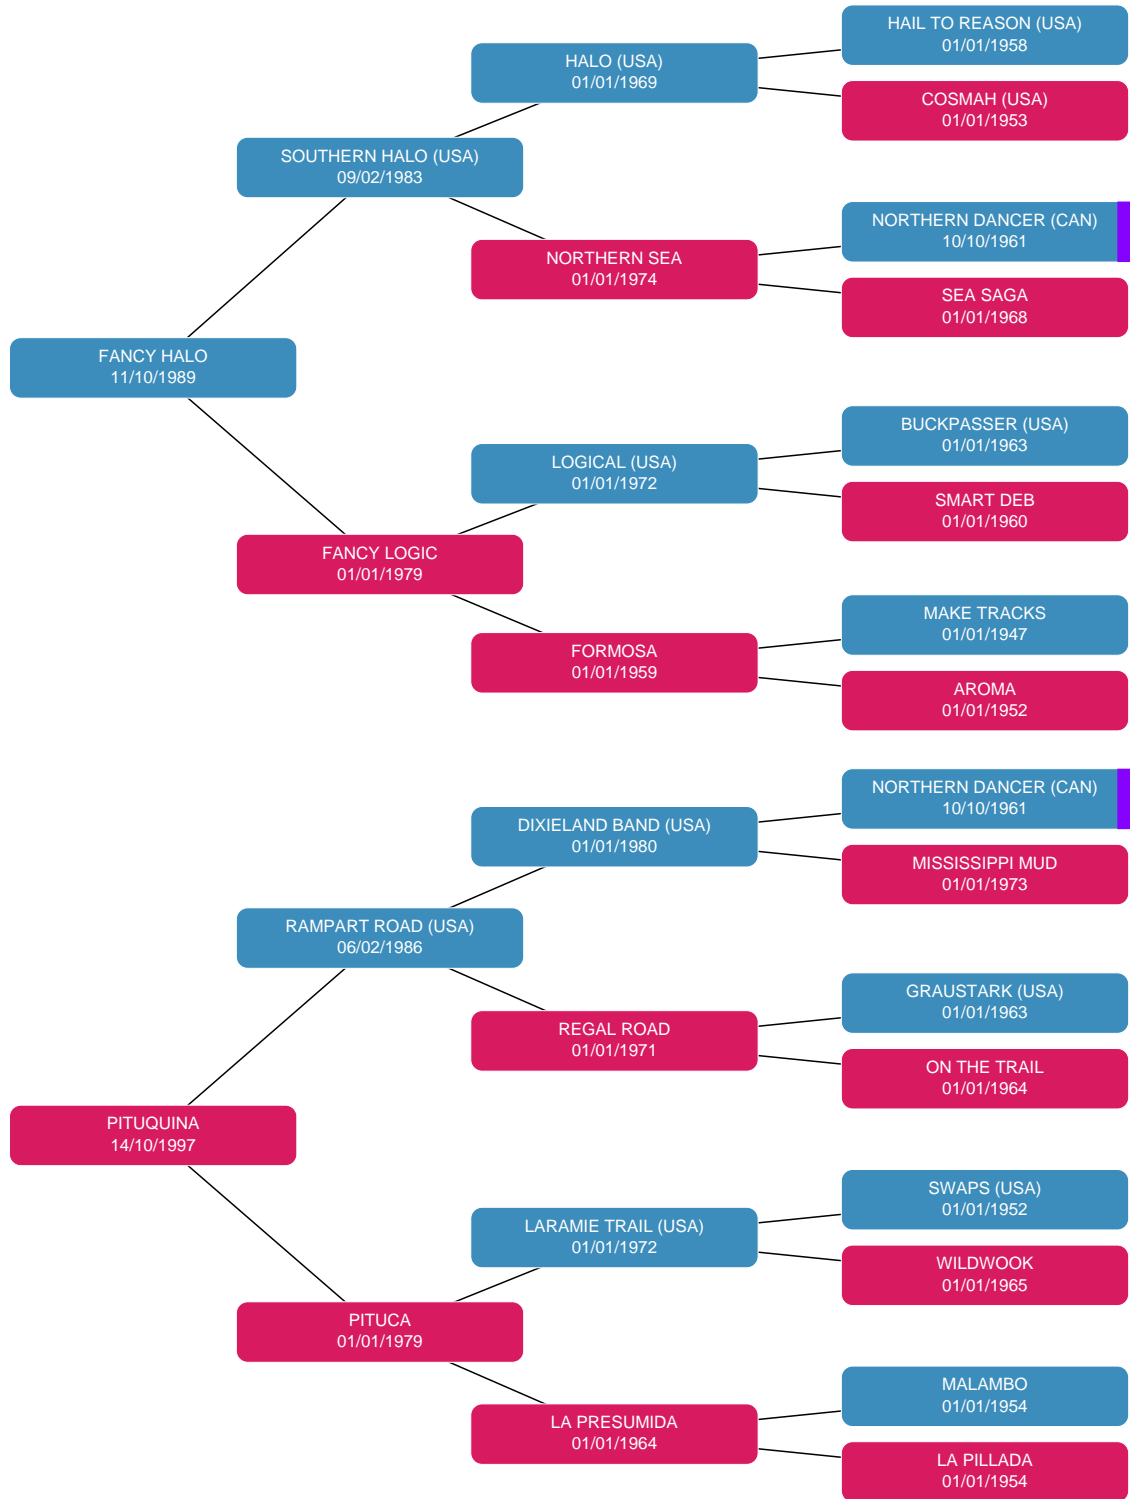 HAIL TO REASON (USA)
01/01/1958
HALO (USA)
01/01/1969
COSMAH (USA)
01/01/1953
SOUTHERN HALO (USA)
09/02/1983
NORTHERN DANCER (CAN)
10/10/1961
NORTHERN SEA
01/01/1974
SEA SAGA
01/01/1968
FANCY HALO
11/10/1989
BUCKPASSER (USA)
01/01/1963
LOGICAL (USA)
01/01/1972
SMART DEB
01/01/1960
FANCY LOGIC
01/01/1979
MAKE TRACKS
01/01/1947
FORMOSA
01/01/1959
AROMA
01/01/1952
NORTHERN DANCER (CAN)
10/10/1961
DIXIELAND BAND (USA)
01/01/1980
MISSISSIPPI MUD
01/01/1973
RAMPART ROAD (USA)
06/02/1986
GRAUSTARK (USA)
01/01/1963
REGAL ROAD
01/01/1971
ON THE TRAIL
01/01/1964
PITUQUINA
14/10/1997
SWAPS (USA)
01/01/1952
LARAMIE TRAIL (USA)
01/01/1972
WILDWOOK
01/01/1965
PITUCA
01/01/1979
MALAMBO
01/01/1954
LA PRESUMIDA
01/01/1964
LA PILLADA
01/01/1954